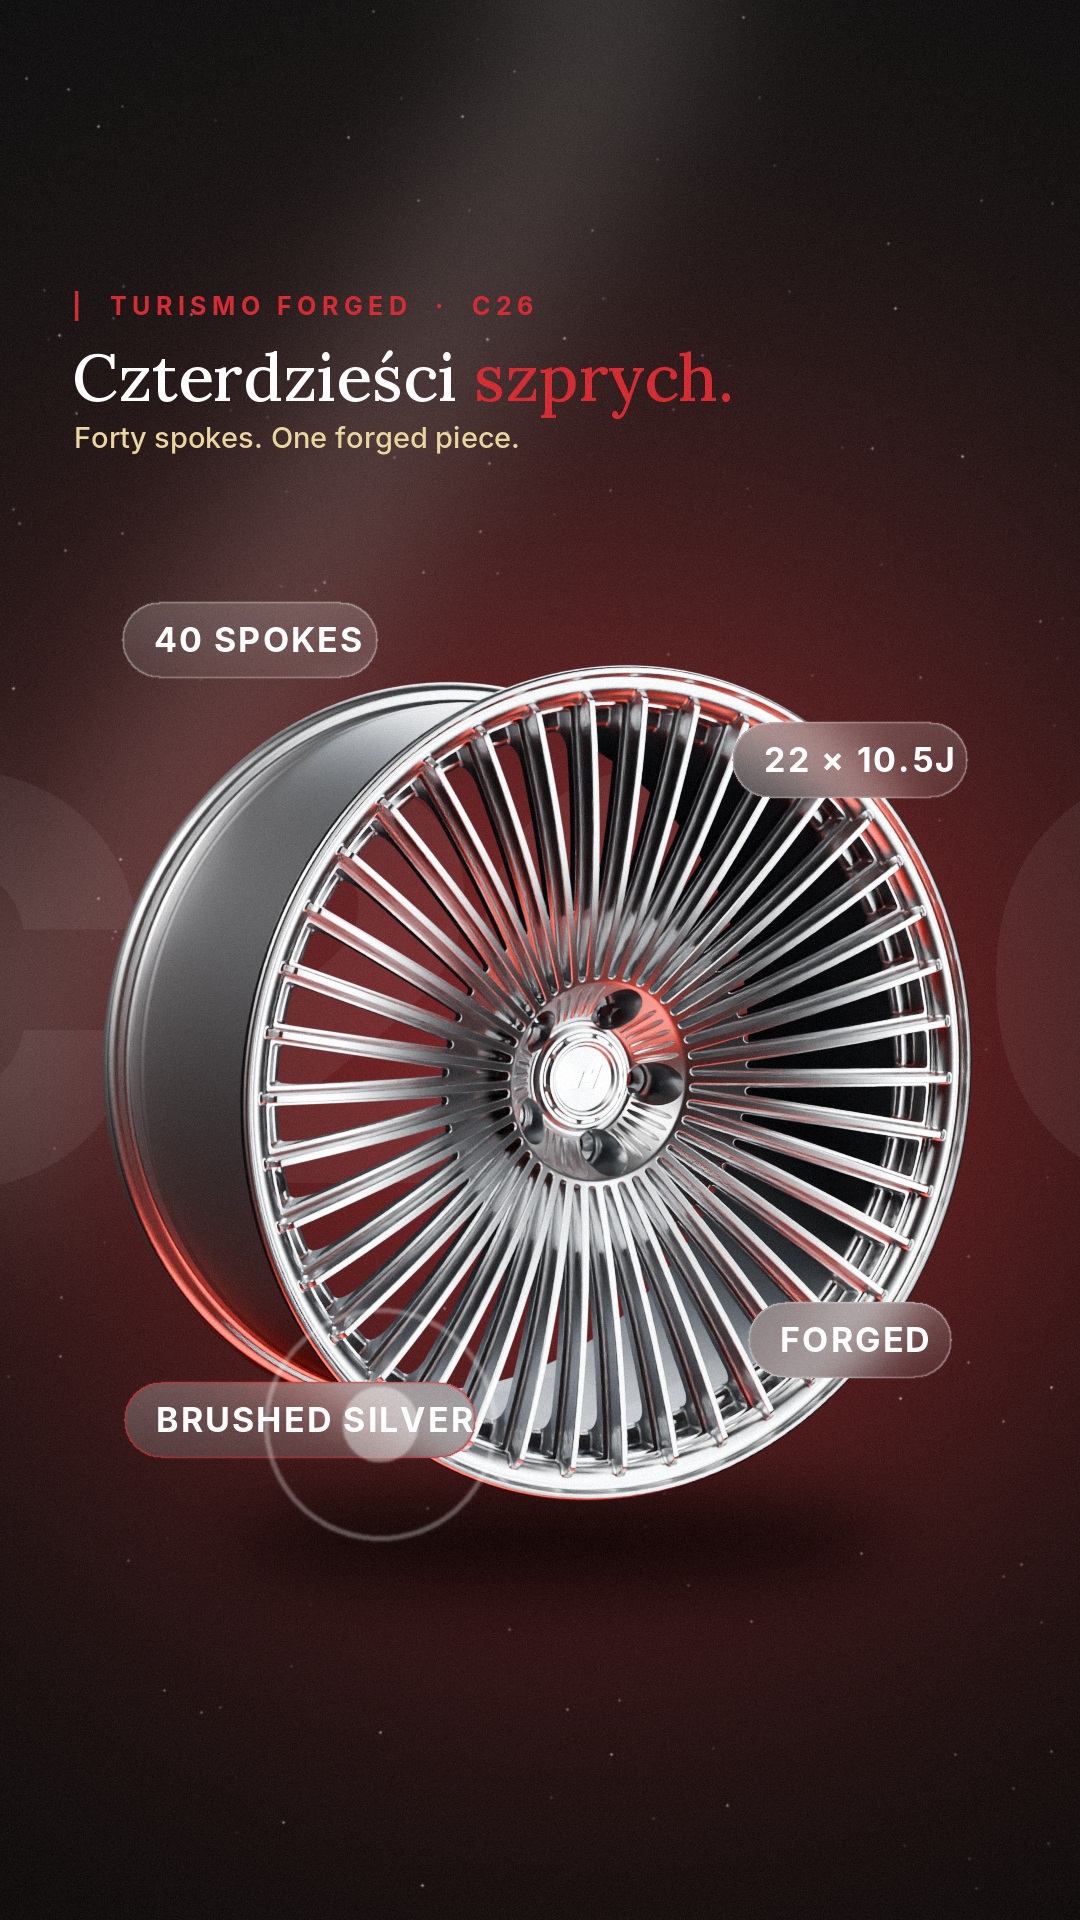 TURISMO FORGED · C26
Czterdzieści szprych.
Forty spokes. One forged piece.
40 SPOKES
22 × 10.5J
FORGED
BRUSHED SILVER